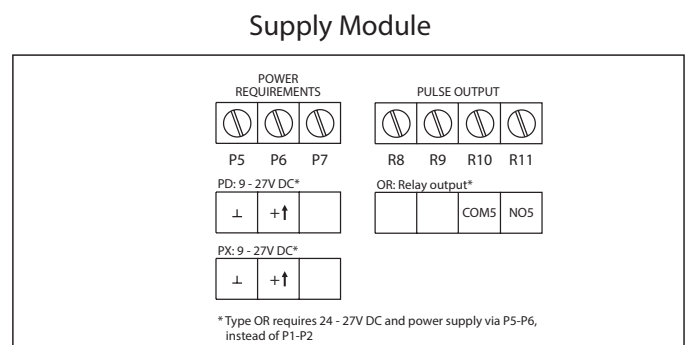 Supply Module
POWER
REQUIREMENTS
PULSE OUTPUT
P5 P6 P7
R8 R9 R10 R11
PD: 9 - 27V DC*
OR: Relay output*
⊥ +↑
COM5 NO5
PX: 9 - 27V DC*
⊥ +↑
*Type OR requires 24 - 27V DC and power supply via P5-P6,
instead of P1-P2